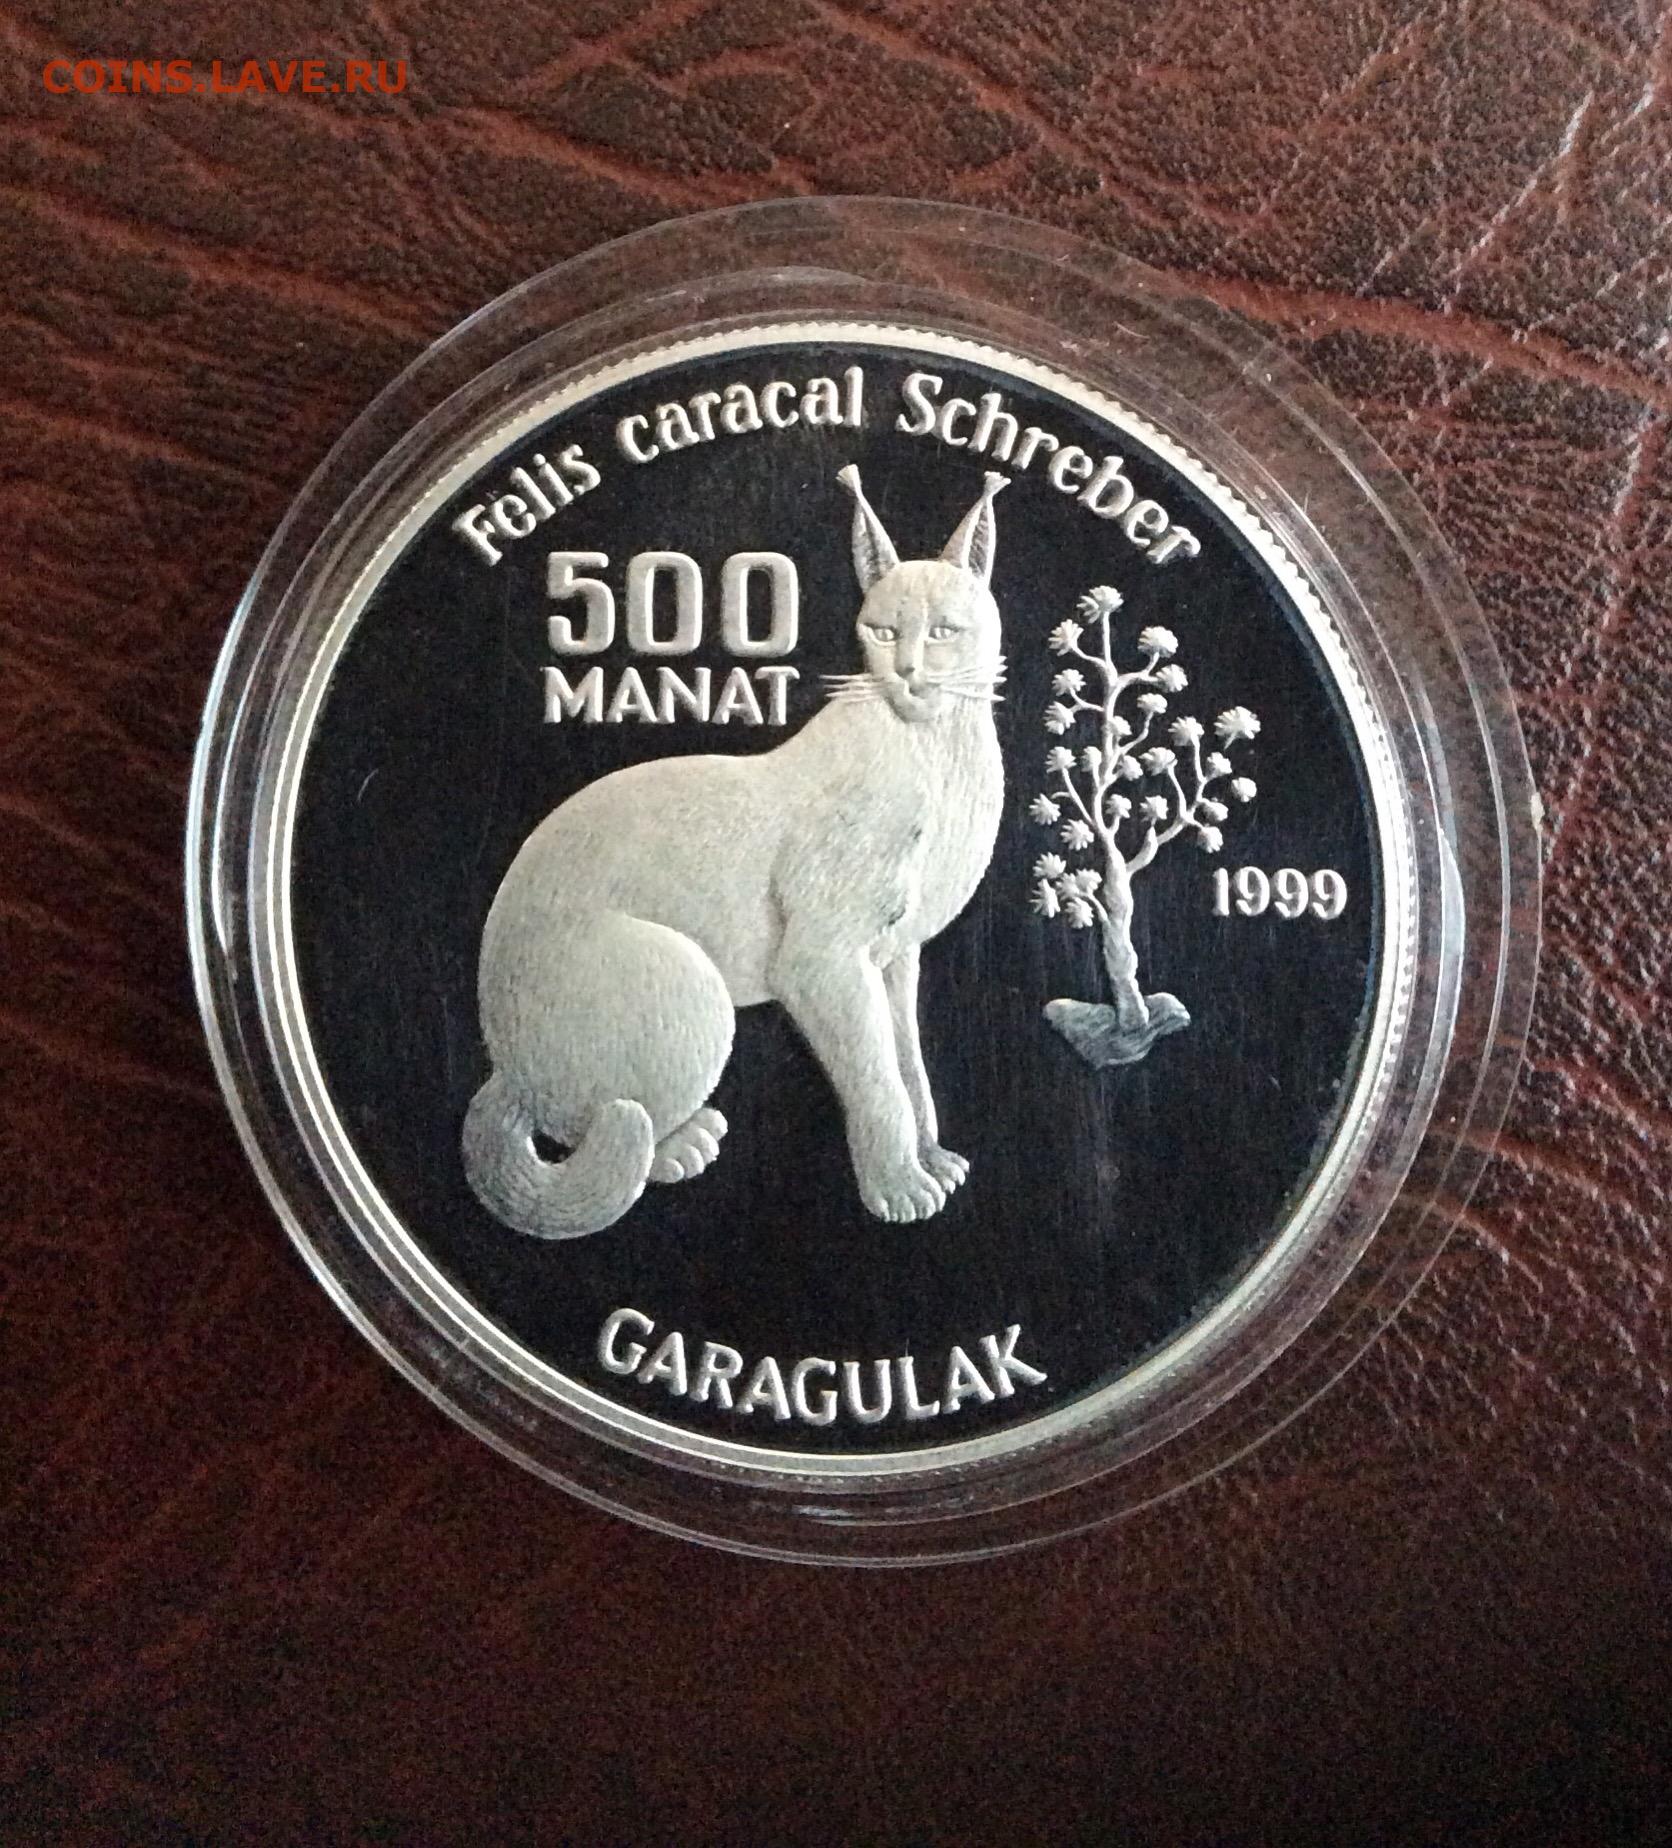 COINS.LAVE.RU
Felis caracal Schreber
500
MANAT
1999
GARAGULAK